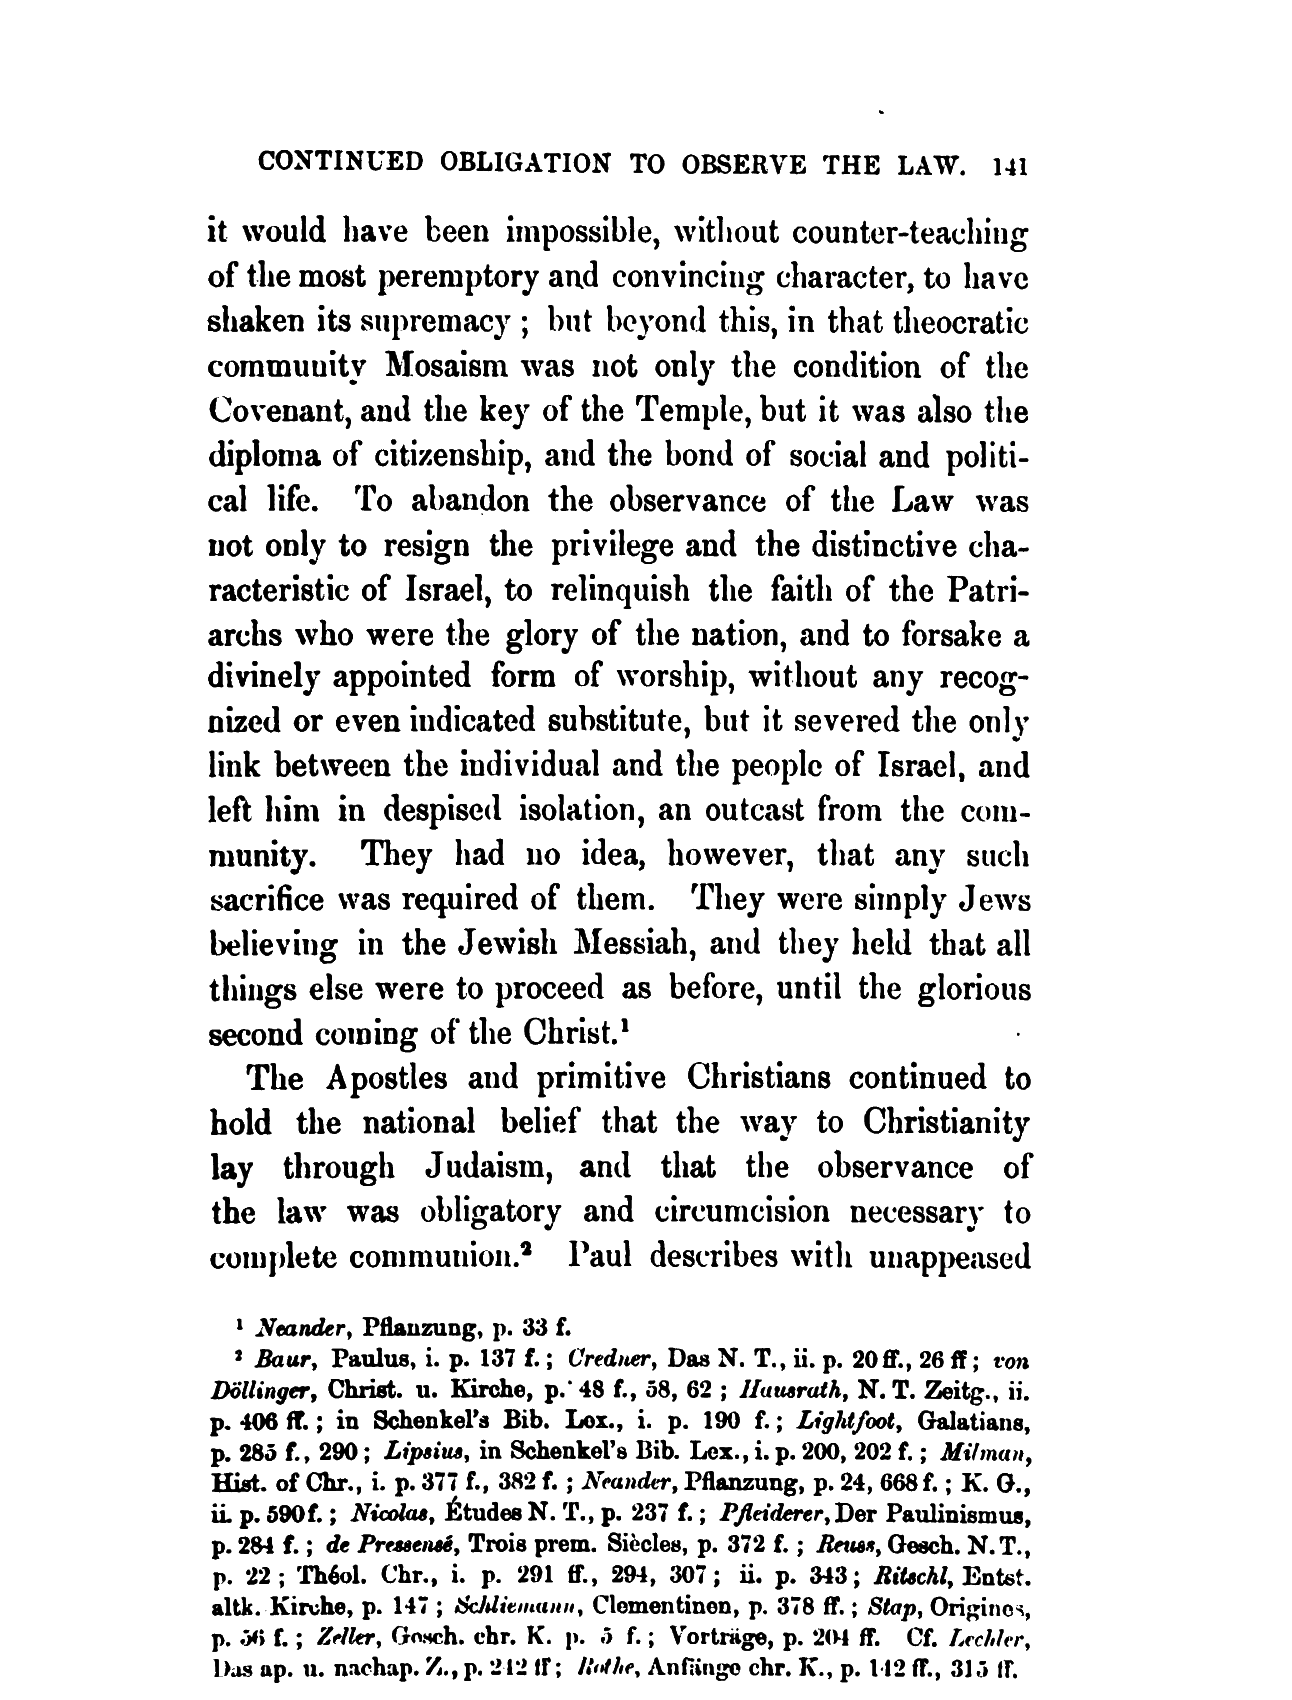 CONTINUED OBLIGATION TO OBSERVE THE LAW. 141
it would have been impossible, without counter-teaching
of the most peremptory and convincing character, to have
shaken its supremacy ; but beyond this, in that theocratic
community Mosaism was not only the condition of the
Covenant, and the key of the Temple, but it was also the
diploma of citizenship, and the bond of social and politi-
cal life. To abandon the observance of the Law was
not only to resign the privilege and the distinctive cha-
racteristic of Israel, to relinquish the faith of the Patri-
archs who were the glory of the nation, and to forsake a
divinely appointed form of worship, without any recog-
nized or even indicated substitute, but it severed the only
link between the individual and the people of Israel, and
left him in despised isolation, an outcast from the com-
munity. They had no idea, however, that any such
sacrifice was required of them. They were simply Jews
believing in the Jewish Messiah, and they held that all
things else were to proceed as before, until the glorious
second coming of the Christ.¹
The Apostles and primitive Christians continued to
hold the national belief that the way to Christianity
lay through Judaism, and that the observance of
the law was obligatory and circumcision necessary to
complete communion.² Paul describes with unappeased
¹ Neander, Pflanzung, p. 33 f.
² Baur, Paulus, i. p. 137 f. ; Credner, Das N. T., ii. p. 20 ff., 26 ff ; von
Döllinger, Christ. u. Kirche, p. 48 f., 58, 62 ; Hausrath, N. T. Zeitg., ii.
p. 406 ff. ; in Schenkel's Bib. Lex., i. p. 190 f. ; Lightfoot, Galatians,
p. 285 f., 290 ; Lipsius, in Schenkel's Bib. Lex., i. p. 200, 202 f. ; Milman,
Hist. of Chr., i. p. 377 f., 382 f. ; Neander, Pflanzung, p. 24, 668 f. ; K. G.,
ii. p. 590 f. ; Nicolas, Études N. T., p. 237 f. ; Pfleiderer, Der Paulinismus,
p. 284 f. ; de Pressensé, Trois prem. Siècles, p. 372 f. ; Reuss, Gesch. N. T.,
p. 22 ; Théol. Chr., i. p. 291 ff., 294, 307 ; ii. p. 343 ; Ritschl, Entst.
altk. Kirche, p. 147 ; Schliemann, Clementinen, p. 378 ff. ; Stap, Origines,
p. 56 f. ; Zeller, Gesch. chr. K. p. 5 f. ; Vorträge, p. 204 ff. Cf. Lechler,
Das ap. u. nachap. Z., p. 242 ff ; Rothe, Anfänge chr. K., p. 142 ff., 315 ff.